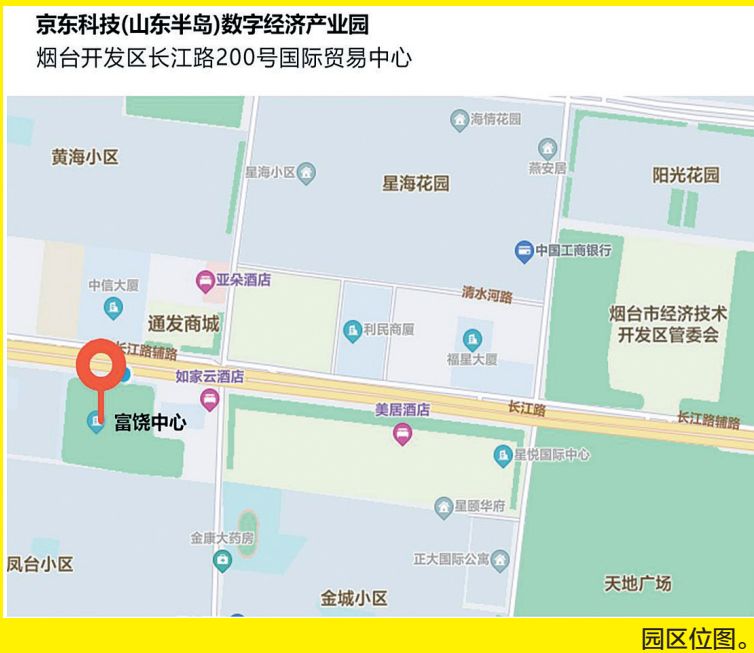 京东科技(山东半岛)数字经济产业园
烟台开发区长江路200号国际贸易中心
海情花园
黄海小区
燕安居
星海小区
星海花园
阳光花园
中国工商银行
亚朵酒店
中信大厦
清水河路
通发商城
利民商厦
烟台市经济技术
开发区管委会
长江路辅路
福星大厦
如家云酒店
美居酒店
长江路
长江路辅路
富饶中心
星悦国际中心
星颐华府
金康大药房
凤台小区
正大国际公寓
天地广场
金城小区
园区位图。